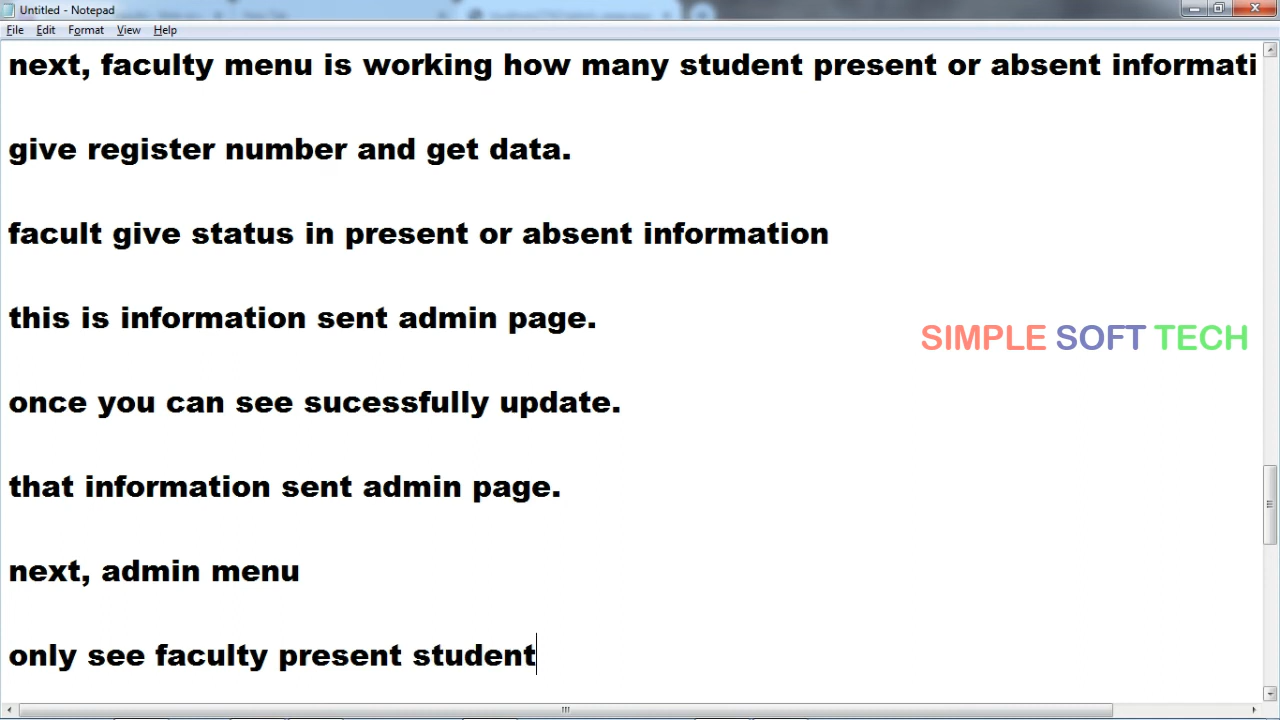 Untitled - Notepad
File Edit Format View Help
next, faculty menu is working how many student present or absent informati
give register number and get data.
facult give status in present or absent information
this is information sent admin page.
SIMPLE SOFT TECH
once you can see sucessfully update.
that information sent admin page.
next, admin menu
only see faculty present student